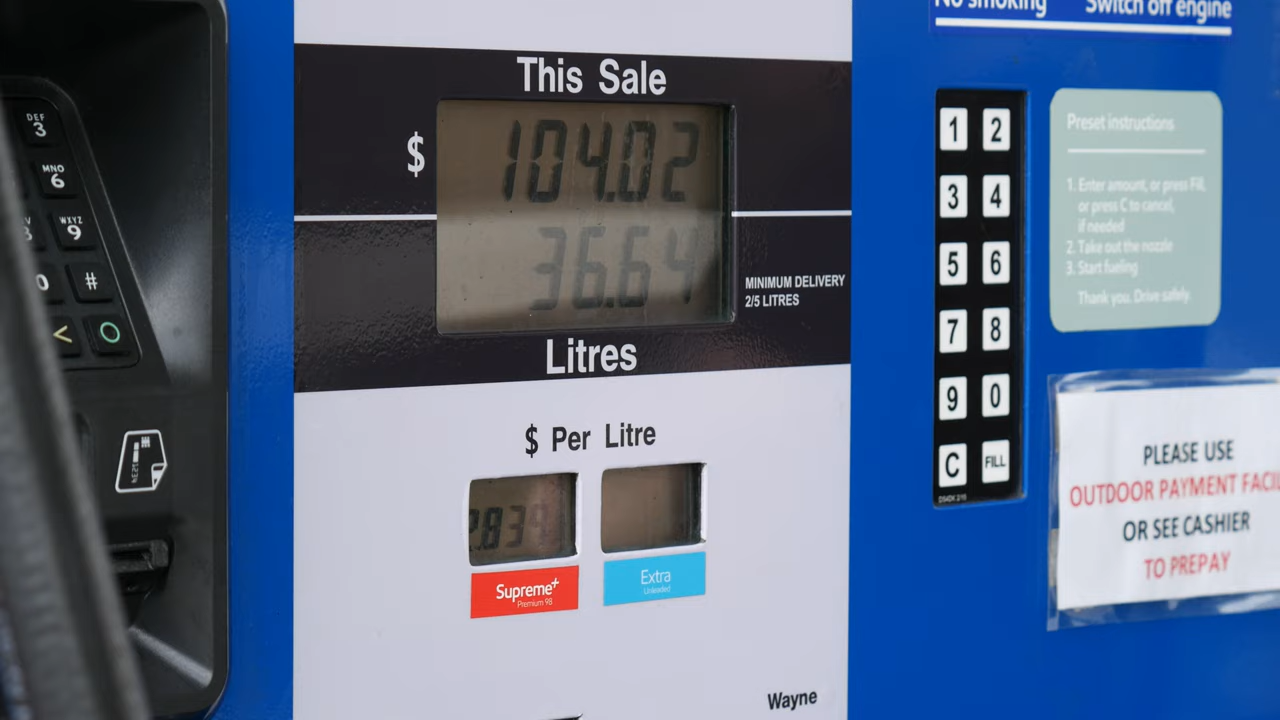 No smoking Switch off engine
This Sale
$ 104.02
36.64
MINIMUM DELIVERY
2/5 LITRES
Litres
$ Per Litre
Supreme+
Premium 98
Extra
Unleaded
Wayne
DEF
3
MNO
6
WXYZ
9
#
<
1 2
3 4
5 6
7 8
9 0
C FILL
Preset instructions
1. Enter amount, or press Fill,
or press C to cancel,
if needed
2. Take out the nozzle
3. Start fueling
Thank you. Drive safely.
PLEASE USE
OUTDOOR PAYMENT FACIL
OR SEE CASHIER
TO PREPAY